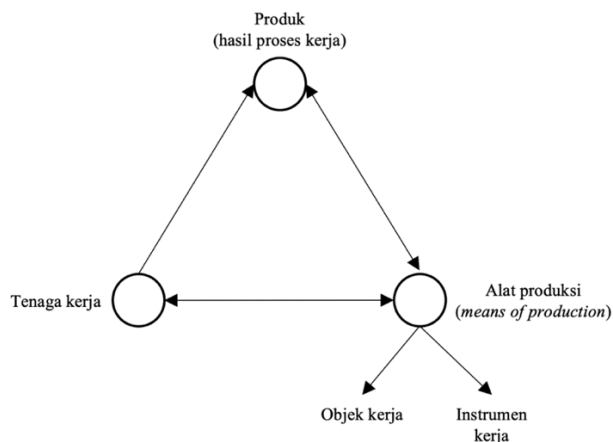 Produk
(hasil proses kerja)
Tenaga kerja
Alat produksi
(means of production)
Objek kerja
Instrumen
kerja